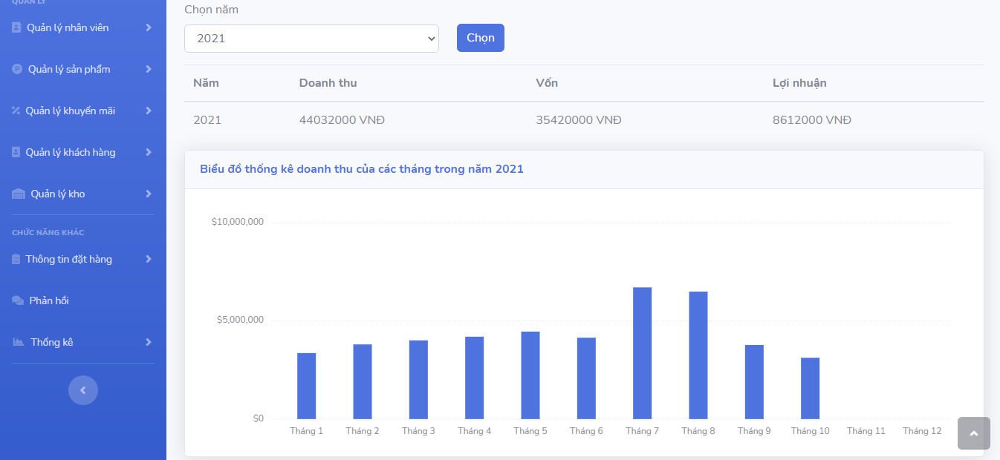 QUẢN LÝ
Quản lý nhân viên
Quản lý sản phẩm
Quản lý khuyến mãi
Quản lý khách hàng
Quản lý kho
CHỨC NĂNG KHÁC
Thông tin đặt hàng
Phản hồi
Thống kê
Chọn năm
2021
Chọn
Năm Doanh thu Vốn Lợi nhuận
2021 44032000 VNĐ 35420000 VNĐ 8612000 VNĐ
Biểu đồ thống kê doanh thu của các tháng trong năm 2021
$10,000,000
$5,000,000
$0
Tháng 1 Tháng 2 Tháng 3 Tháng 4 Tháng 5 Tháng 6 Tháng 7 Tháng 8 Tháng 9 Tháng 10 Tháng 11 Tháng 12